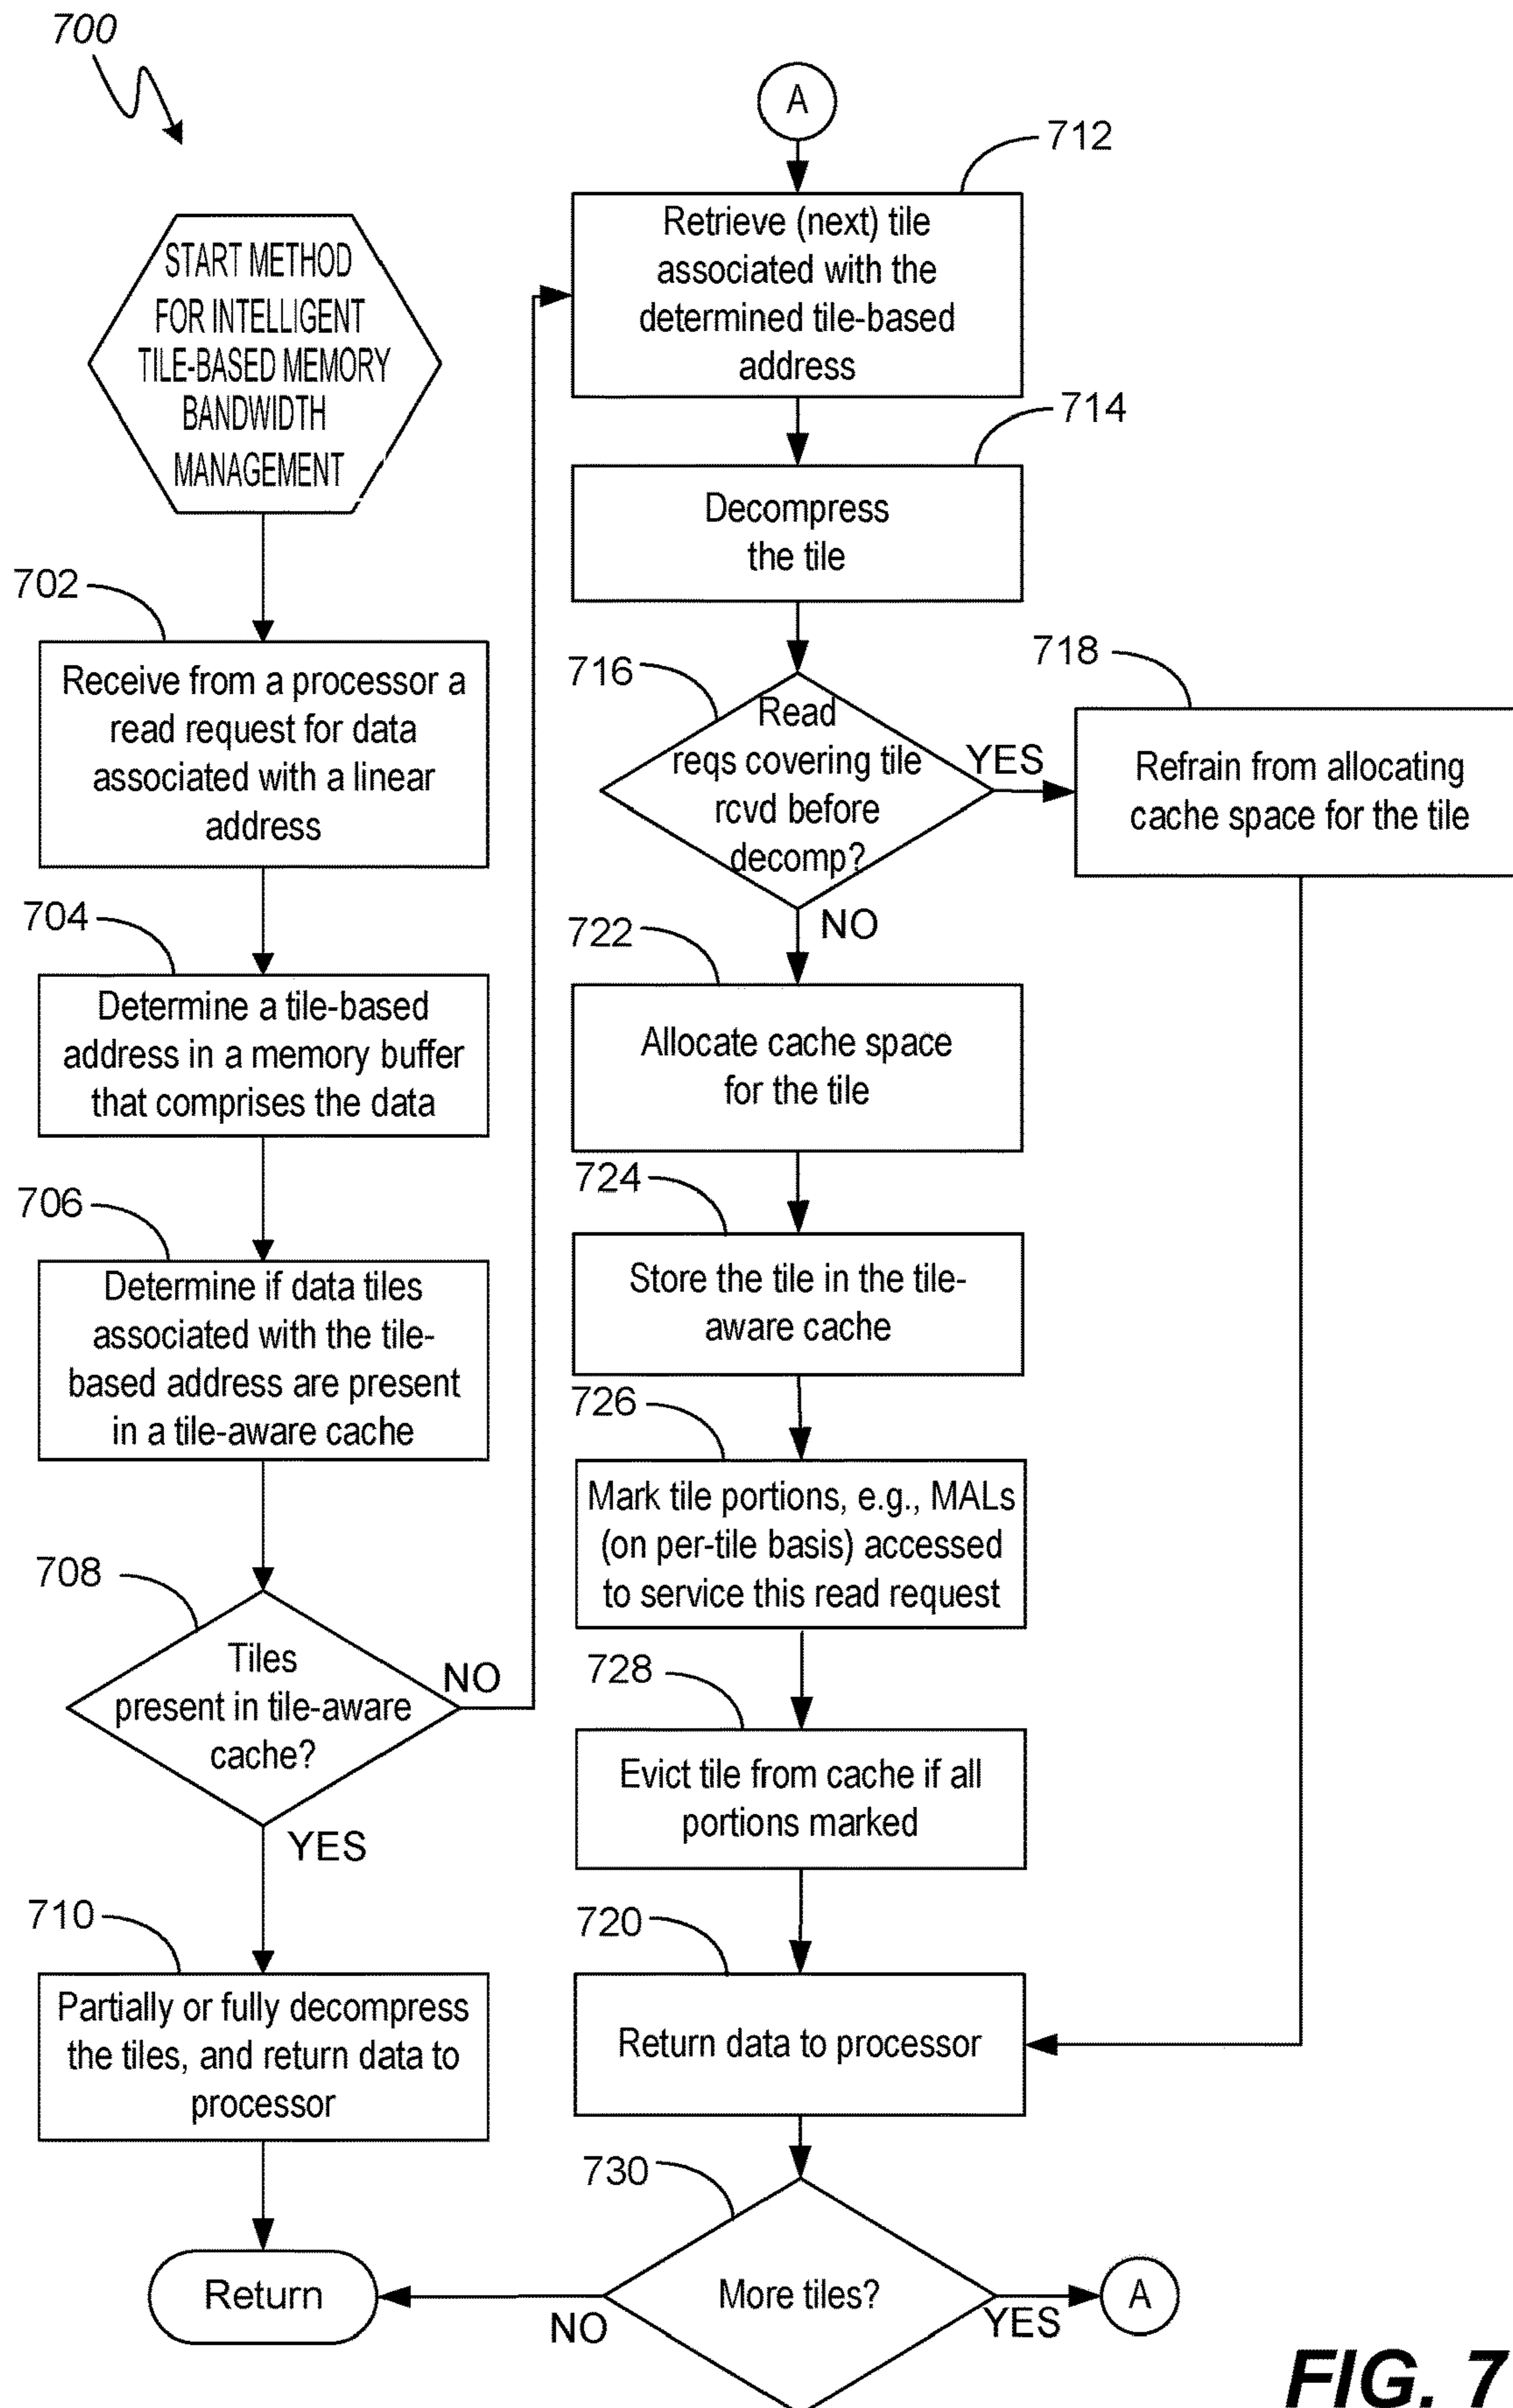 700
START METHOD
FOR INTELLIGENT
TILE-BASED MEMORY
BANDWIDTH
MANAGEMENT
702
Receive from a processor a
read request for data
associated with a linear
address
704
Determine a tile-based
address in a memory buffer
that comprises the data
706
Determine if data tiles
associated with the tile-
based address are present
in a tile-aware cache
708
Tiles
present in tile-aware
cache?
NO
YES
710
Partially or fully decompress
the tiles, and return data to
processor
Return
A
712
Retrieve (next) tile
associated with the
determined tile-based
address
714
Decompress
the tile
716
Read
reqs covering tile
rcvd before
decomp?
YES
NO
718
Refrain from allocating
cache space for the tile
722
Allocate cache space
for the tile
724
Store the tile in the tile-
aware cache
726
Mark tile portions, e.g., MALs
(on per-tile basis) accessed
to service this read request
728
Evict tile from cache if all
portions marked
720
Return data to processor
730
More tiles?
NO
YES
A
FIG. 7